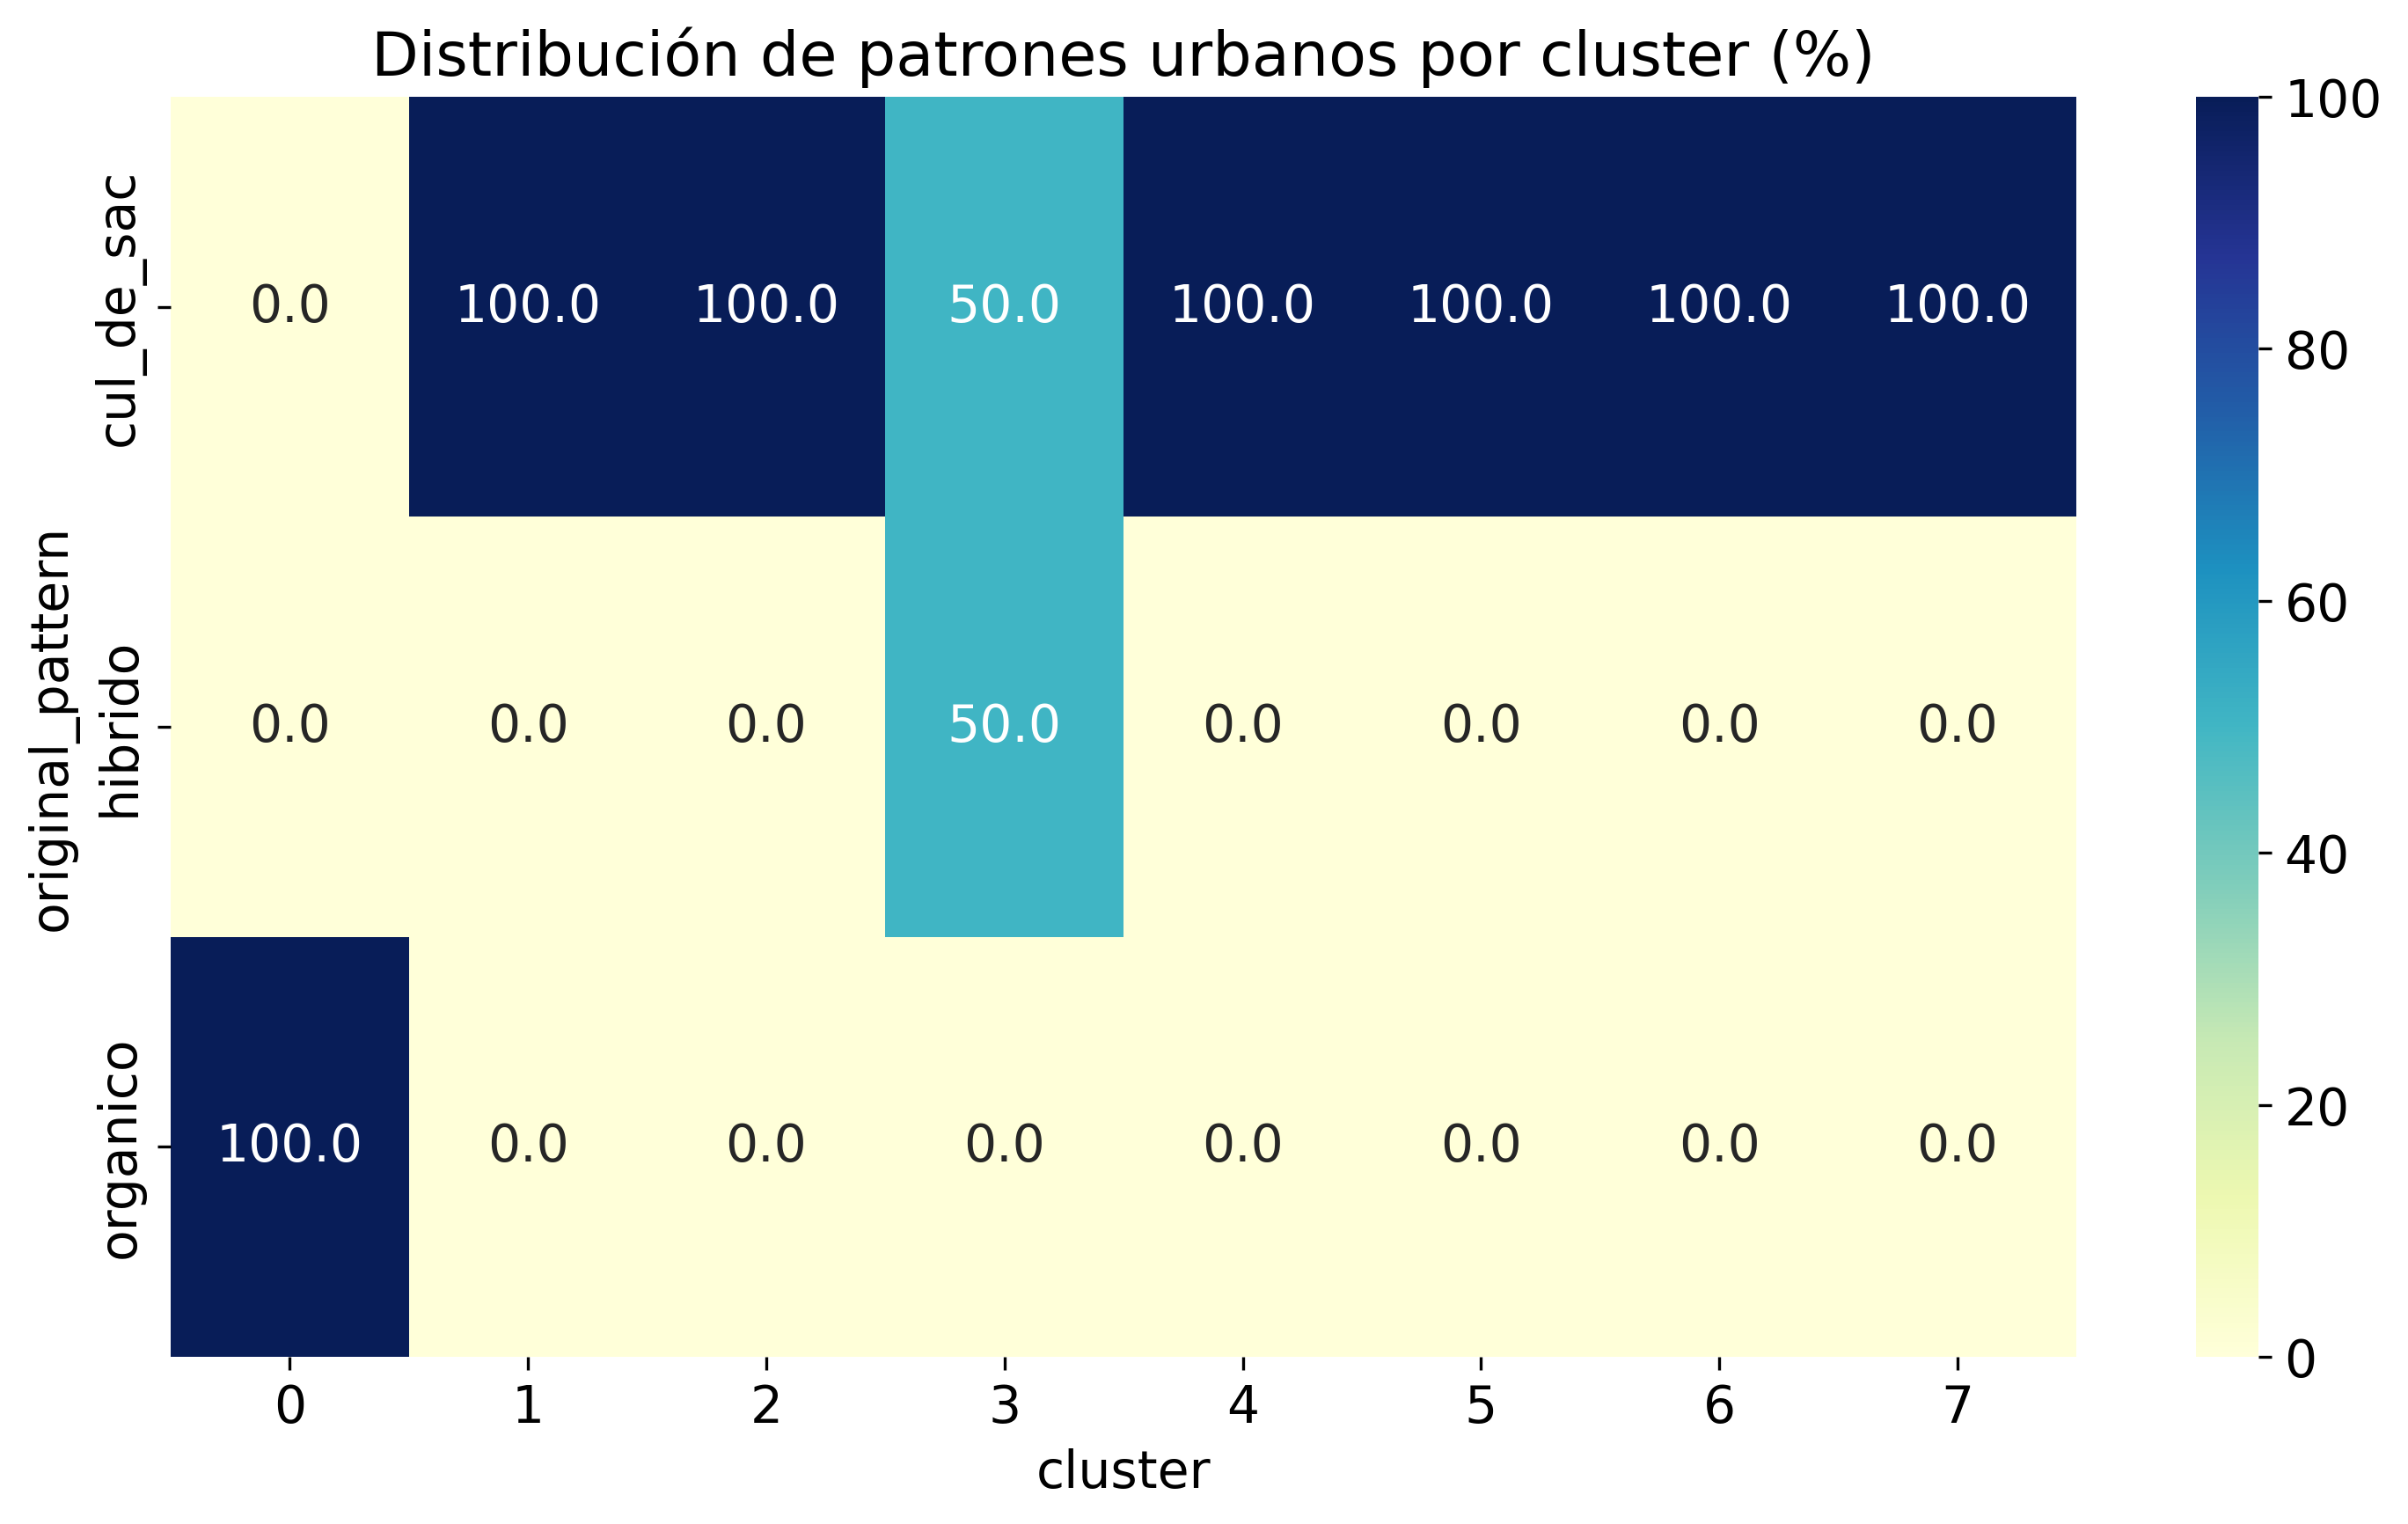 Distribución de patrones urbanos por cluster (%)
original_pattern
cul_de_sac
0.0 100.0 100.0 50.0 100.0 100.0 100.0 100.0
hibrido
0.0 0.0 0.0 50.0 0.0 0.0 0.0 0.0
organico
100.0 0.0 0.0 0.0 0.0 0.0 0.0 0.0
0 1 2 3 4 5 6 7
cluster
100
80
60
40
20
0